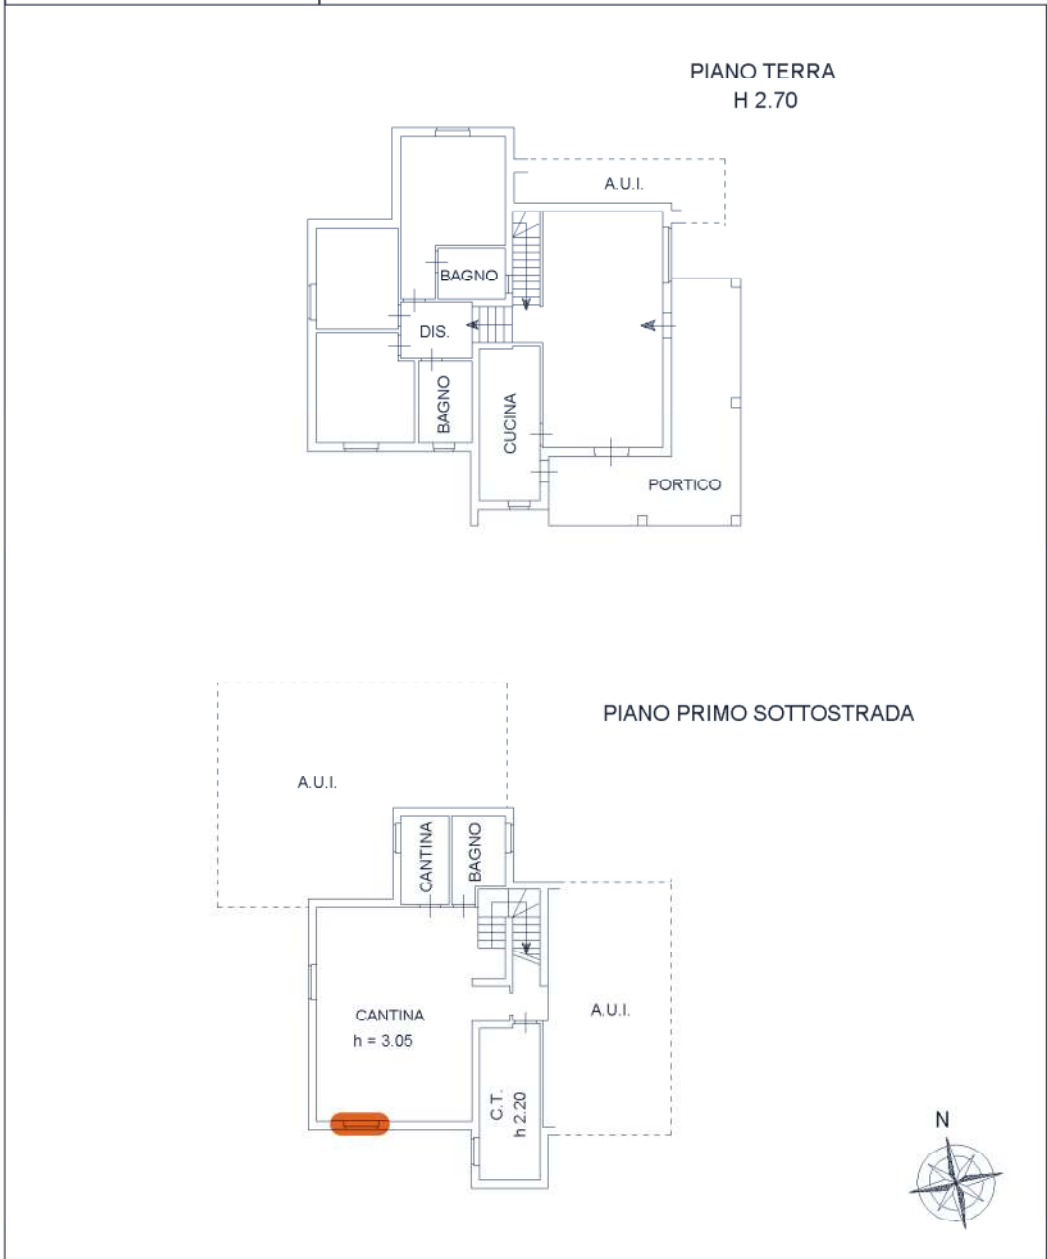 PIANO TERRA
H 2.70
A.U.I.
BAGNO
DIS.
BAGNO
CUCINA
PORTICO
PIANO PRIMO SOTTOSTRADA
A.U.I.
CANTINA
BAGNO
CANTINA
h = 3.05
A.U.I.
C.T.
h 2.20
N